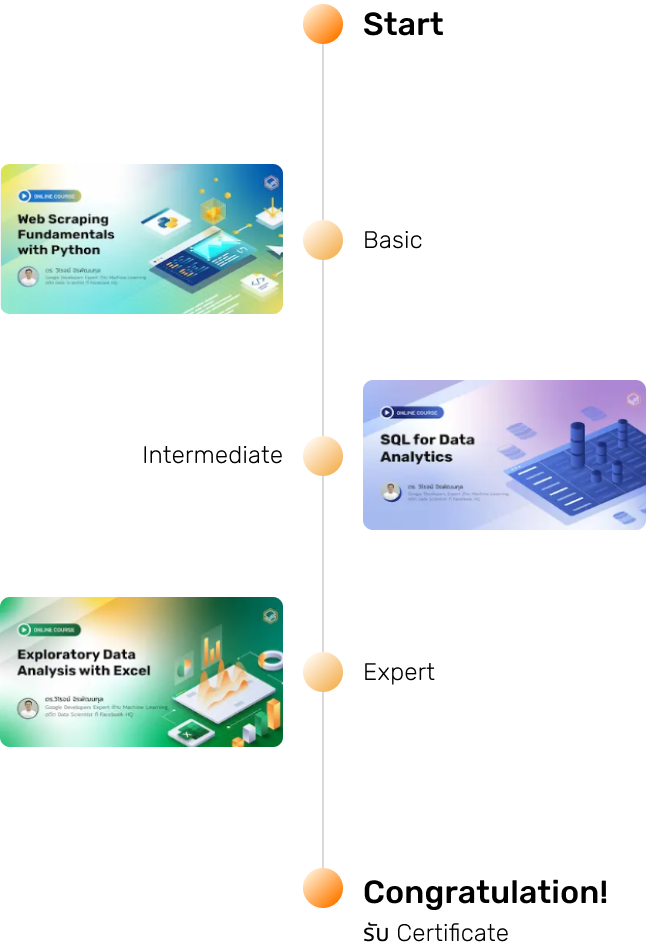 Start
ONLINE COURSE
Web Scraping
Fundamentals
with Python
ดร. วิโรจน์ จิรพัฒนกุล
Google Developers Expert ด้าน Machine Learning
อดีต Data Scientist ที่ Facebook HQ
Basic
Intermediate
ONLINE COURSE
SQL for Data
Analytics
ดร. วิโรจน์ จิรพัฒนกุล
Google Developers Expert ด้าน Machine Learning
อดีต Data Scientist ที่ Facebook HQ
ONLINE COURSE
Exploratory Data
Analysis with Excel
ดร.วิโรจน์ จิรพัฒนกุล
Google Developers Expert ด้าน Machine Learning
อดีต Data Scientist ที่ Facebook HQ
Expert
Congratulation!
รับ Certificate